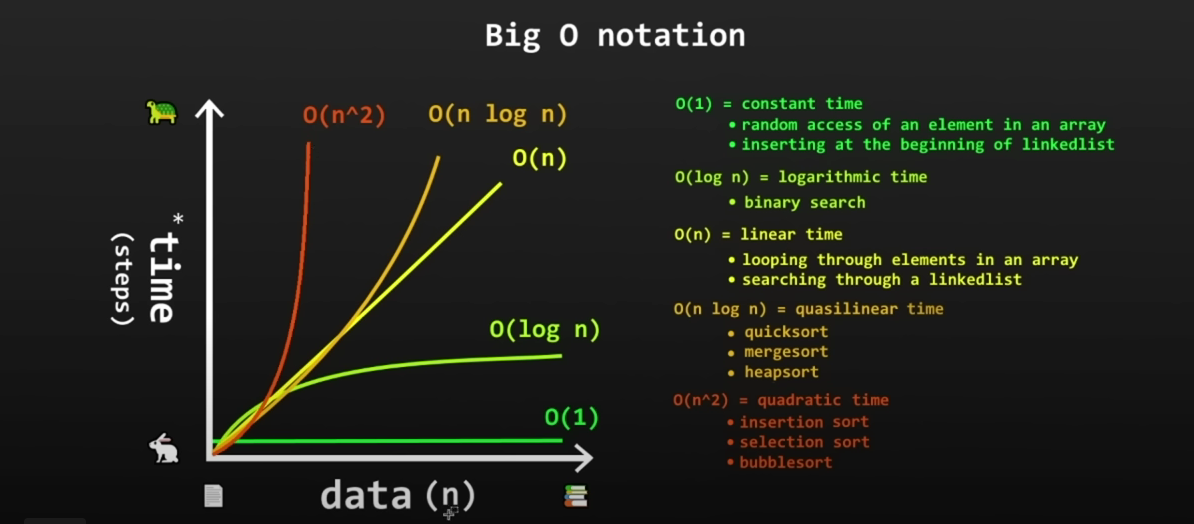 Big O notation
O(n^2)
O(n log n)
O(n)
O(log n)
O(1)
*time
(steps)
data (n)
O(1) = constant time
• random access of an element in an array
• inserting at the beginning of linkedlist
O(log n) = logarithmic time
• binary search
O(n) = linear time
• looping through elements in an array
• searching through a linkedlist
O(n log n) = quasilinear time
• quicksort
• mergesort
• heapsort
O(n^2) = quadratic time
• insertion sort
• selection sort
• bubblesort